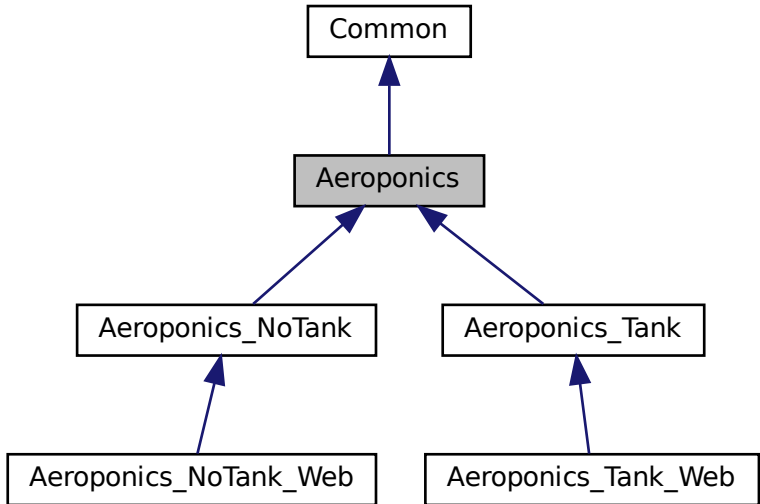 Common
Aeroponics
Aeroponics_NoTank
Aeroponics_Tank
Aeroponics_NoTank_Web
Aeroponics_Tank_Web